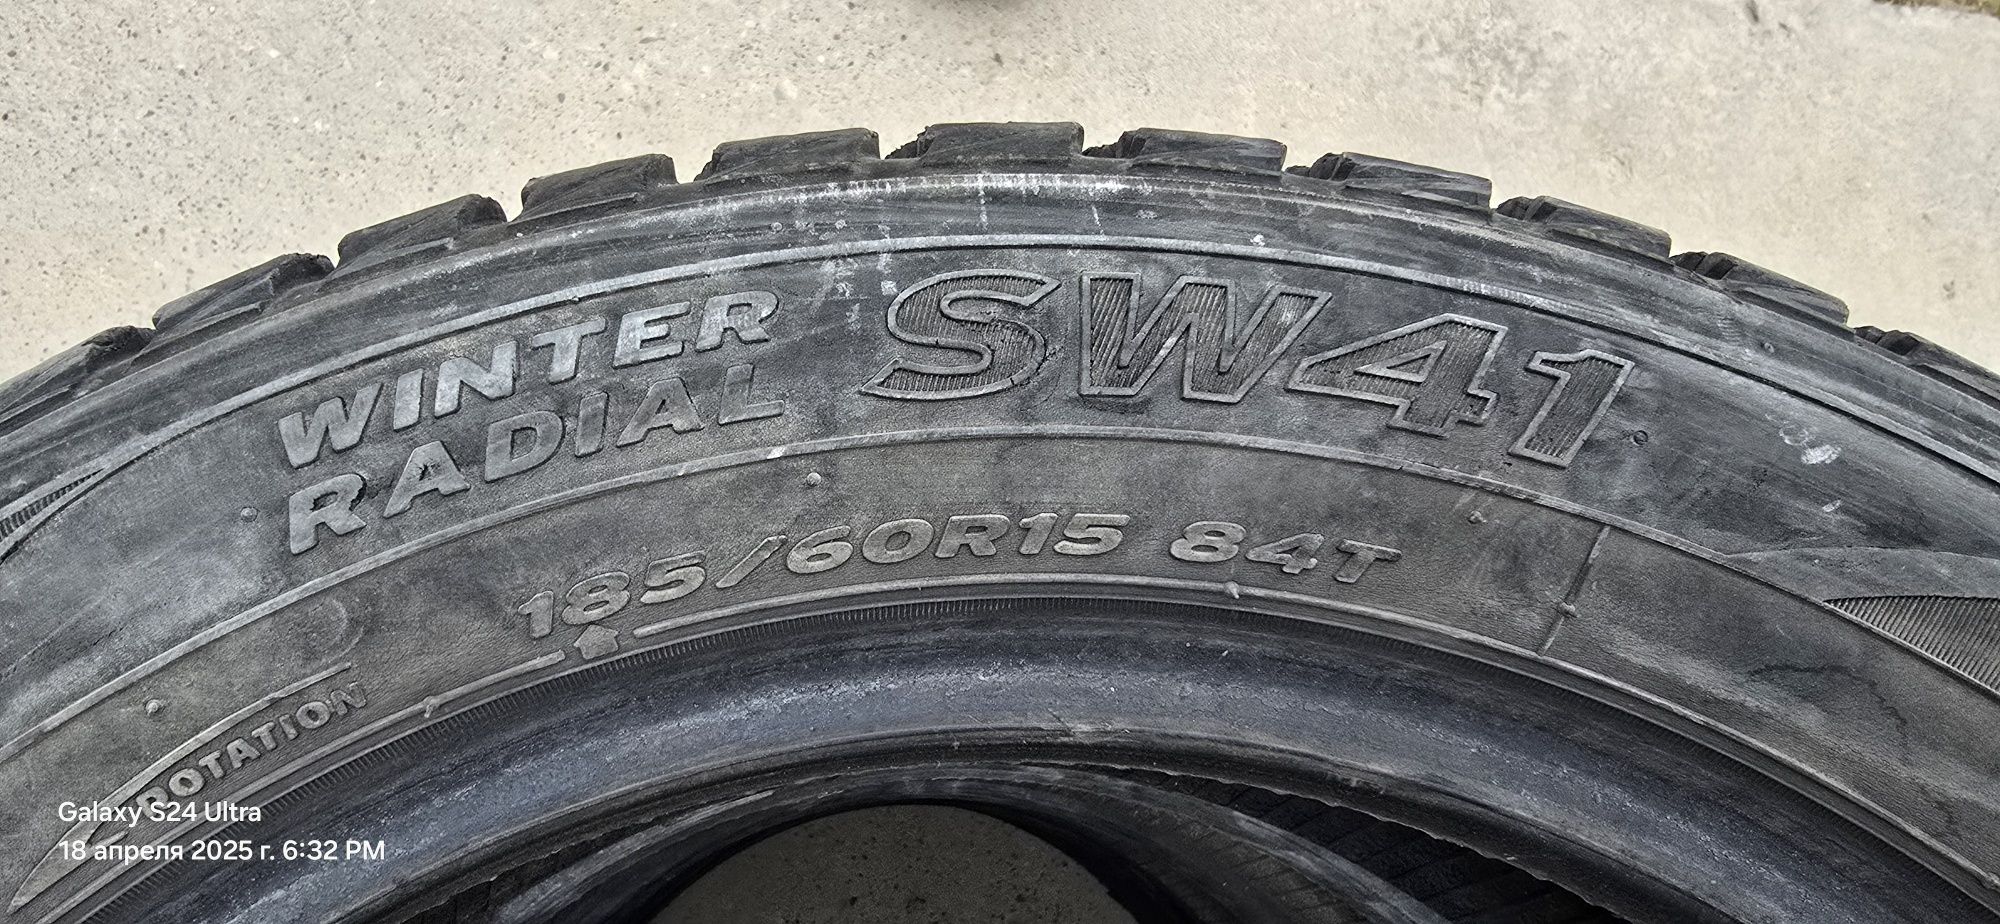 WINTER
RADIAL
SW41
185/60R15 84T
ROTATION
Galaxy S24 Ultra
18 апреля 2025 г. 6:32 PM